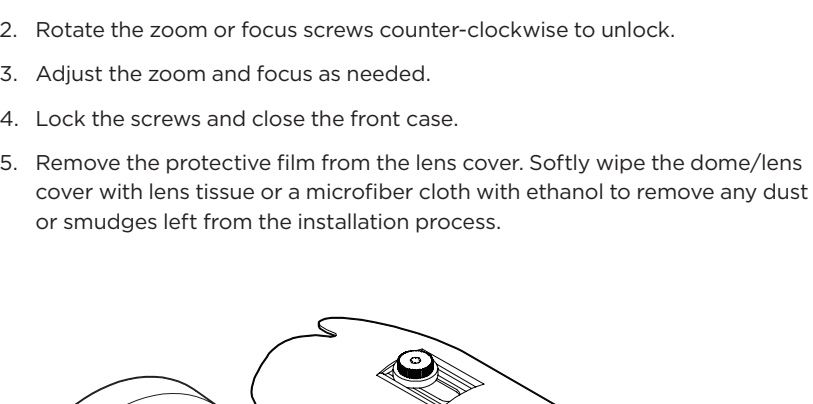 2. Rotate the zoom or focus screws counter-clockwise to unlock.
3. Adjust the zoom and focus as needed.
4. Lock the screws and close the front case.
5. Remove the protective film from the lens cover. Softly wipe the dome/lens
cover with lens tissue or a microfiber cloth with ethanol to remove any dust
or smudges left from the installation process.